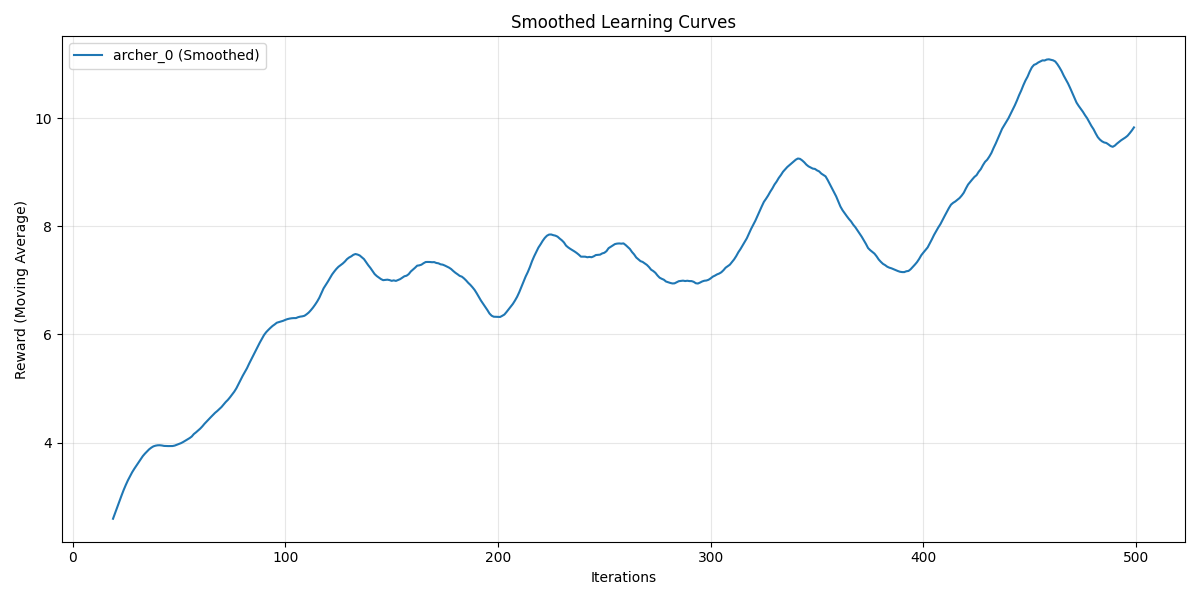 Smoothed Learning Curves
archer_0 (Smoothed)
Reward (Moving Average)
10
8
6
4
0
100
200
300
400
500
Iterations